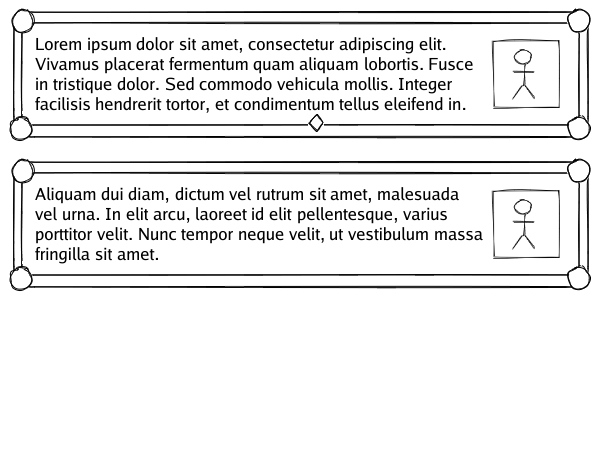 Lorem ipsum dolor sit amet, consectetur adipiscing elit.
Vivamus placerat fermentum quam aliquam lobortis. Fusce
in tristique dolor. Sed commodo vehicula mollis. Integer
facilisis hendrerit tortor, et condimentum tellus eleifend in.
Aliquam dui diam, dictum vel rutrum sit amet, malesuada
vel urna. In elit arcu, laoreet id elit pellentesque, varius
porttitor velit. Nunc tempor neque velit, ut vestibulum massa
fringilla sit amet.